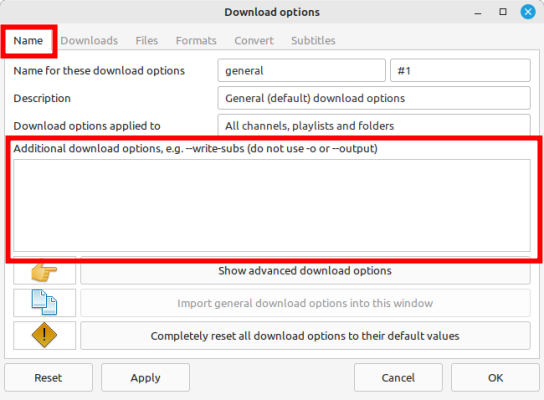 Download options
Name Downloads Files Formats Convert Subtitles
Name for these download options general #1
Description General (default) download options
Download options applied to All channels, playlists and folders
Additional download options, e.g. --write-subs (do not use -o or --output)
Show advanced download options
Import general download options into this window
Completely reset all download options to their default values
Reset Apply Cancel OK